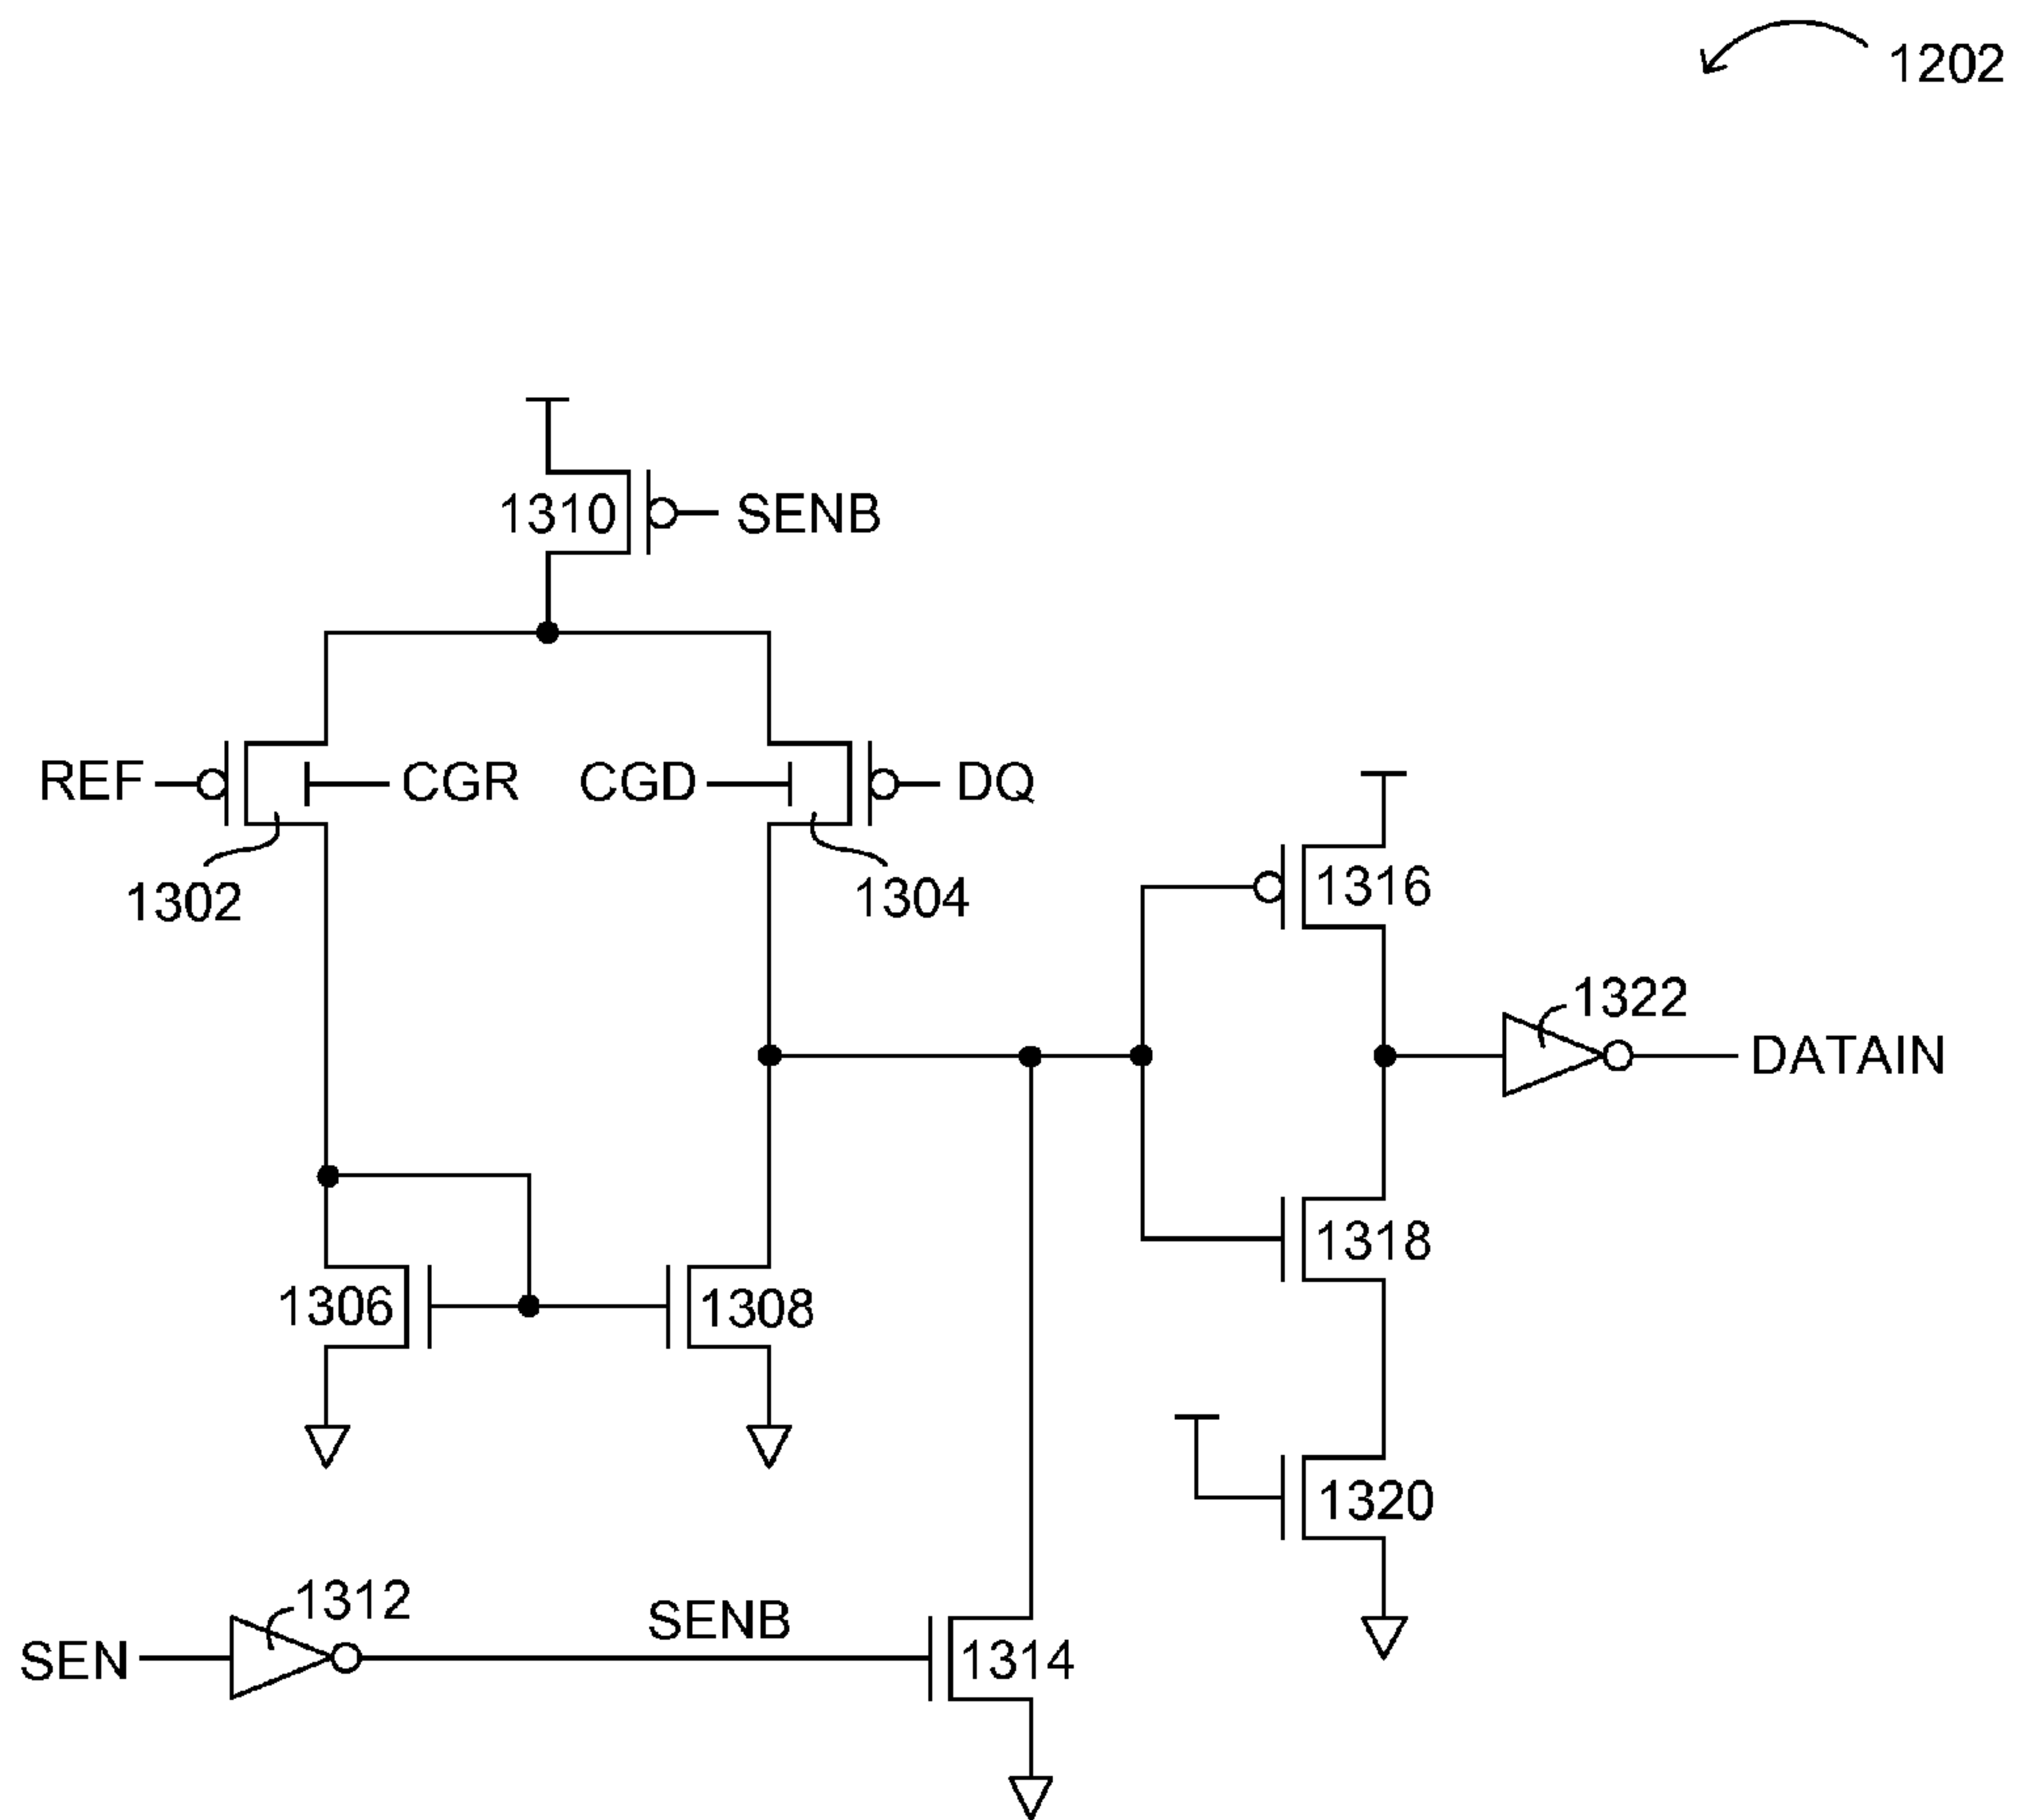 1202
1310 SENB
REF CGR CGD DQ
1302 1304
1316
1322
DATAIN
1318
1306 1308
1320
1312
SENB
SEN
1314